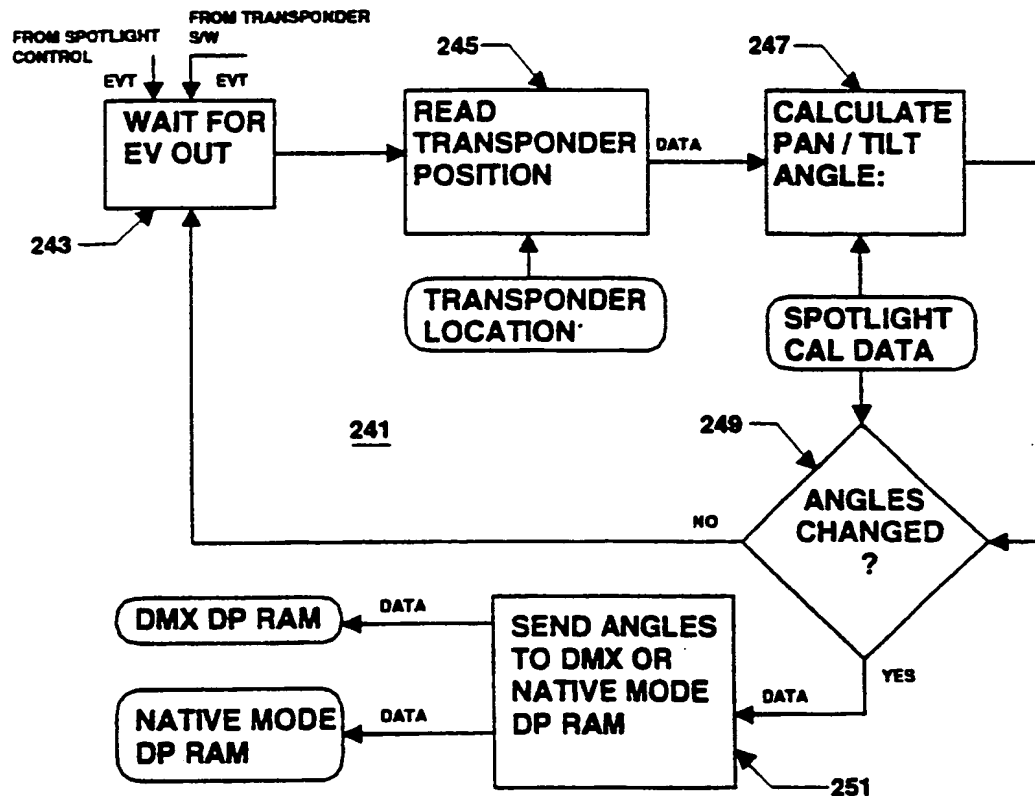 FROM SPOTLIGHT
CONTROL
FROM TRANSPONDER
S/W
EVT
EVT
WAIT FOR
EV OUT
243
245
READ
TRANSPONDER
POSITION
DATA
247
CALCULATE
PAN / TILT
ANGLE:
TRANSPONDER
LOCATION
SPOTLIGHT
CAL DATA
241
249
ANGLES
CHANGED
?
NO
YES
DATA
SEND ANGLES
TO DMX OR
NATIVE MODE
DP RAM
251
DATA
DMX DP RAM
DATA
NATIVE MODE
DP RAM